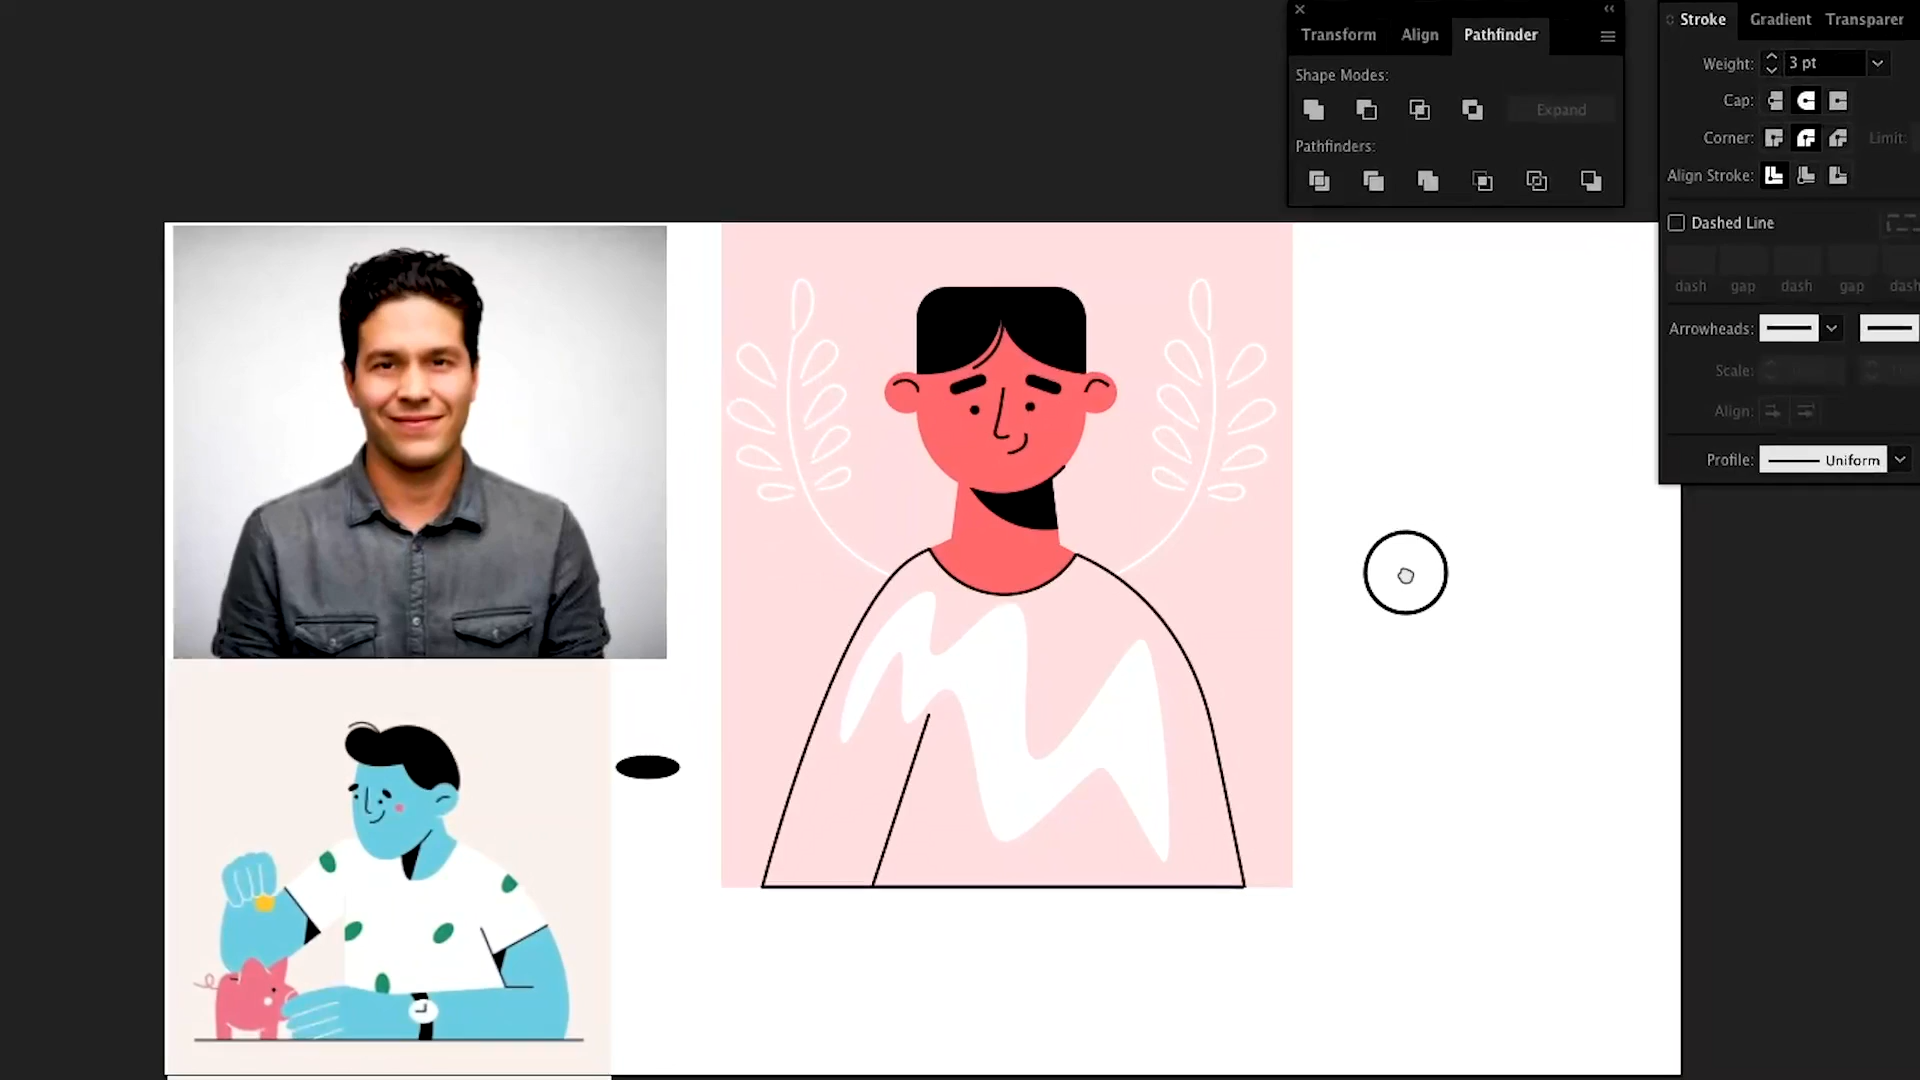 Transform Align Pathfinder
Shape Modes:
Expand
Pathfinders:
Stroke Gradient Transparer
Weight: 3 pt
Cap:
Corner: Limit:
Align Stroke:
Dashed Line
dash gap dash gap dash
Arrowheads:
Scale:
Align:
Profile: Uniform